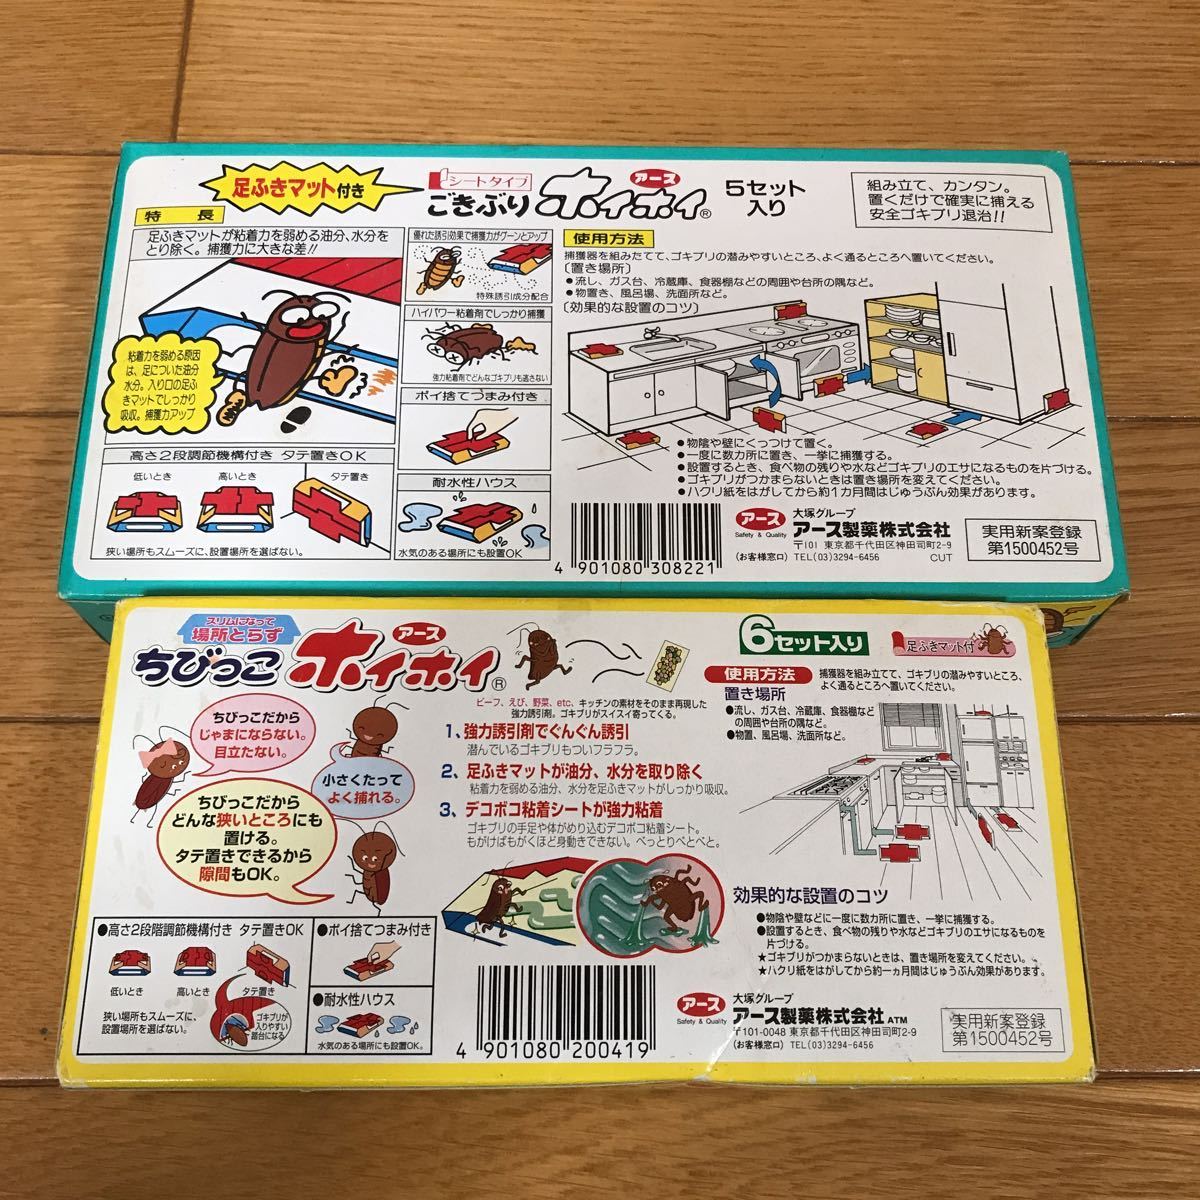 足ふきマット付き
シートタイプ
ごきぶり
アース
ホイホイ®
5セット
入り
組み立て、カンタン。
置くだけで確実に捕える
安全ゴキブリ退治!!
特長
足ふきマットが粘着力を弱める油分、水分を
とり除く。捕獲力に大きな差!!
粘着力を弱める原因
は、足についた油分
水分。入り口の足ふ
きマットでしっかり
吸収。捕獲力アップ
優れた誘引効果で捕獲力がグーンとアップ
特殊誘引成分配合
ハイパワー粘着剤でしっかり捕獲
強力粘着剤でどんなゴキブリも逃さない
ポイ捨てつまみ付き
耐水性ハウス
水気のある場所にも設置OK
高さ2段調節機構付き タテ置きOK
低いとき
高いとき
タテ置き
狭い場所もスムーズに、設置場所を選ばない。
使用方法
捕獲器を組みたてて、ゴキブリの潜みやすいところ、よく通るところへ置いてください。
〔置き場所〕
●流し、ガス台、冷蔵庫、食器棚などの周囲や台所の隅など。
●物置き、風呂場、洗面所など。
〔効果的な設置のコツ〕
●物陰や壁にくっつけて置く。
●一度に数カ所に置き、一挙に捕獲する。
●設置するとき、食べ物の残りや水などゴキブリのエサになるものを片づける。
●ゴキブリがつかまらないときは置き場所を変えてください。
●ハクリ紙をはがしてから約1カ月間はじゅうぶん効果があります。
4 901080 308221
アース
Safety & Quality
大塚グループ
アース製薬株式会社
〒101 東京都千代田区神田司町2-9
(お客様窓口) TEL(03)3294-6456
CUT
実用新案登録
第1500452号
スリムになって
場所とらず
ちびっこ
アース
ホイホイ®
6セット入り
足ふきマット付
ちびっこだから
じゃまにならない。
目立たない。
小さくたって
よく捕れる。
ちびっこだから
どんな狭いところにも
置ける。
タテ置きできるから
隙間もOK。
ビーフ、えび、野菜、etc、キッチンの素材をそのまま再現した
強力誘引剤。ゴキブリがスイスイ寄ってくる。
1、強力誘引剤でぐんぐん誘引
潜んでいるゴキブリもついフラフラ。
2、足ふきマットが油分、水分を取り除く
粘着力を弱める油分、水分を足ふきマットがしっかり吸収。
3、デコボコ粘着シートが強力粘着
ゴキブリの手足や体がめり込むデコボコ粘着シート。
もがけばもがくほど身動きできない。べっとりべとべと。
使用方法
捕獲器を組み立てて、ゴキブリの潜みやすいところ、
よく通るところへ置いてください。
置き場所
●流し、ガス台、冷蔵庫、食器棚など
の周囲や台所の隅など。
●物置、風呂場、洗面所など。
効果的な設置のコツ
●物陰や壁などに一度に数カ所に置き、一挙に捕獲する。
●設置するとき、食べ物の残りや水などゴキブリのエサになるものを
片づける。
★ゴキブリがつかまらないときは、置き場所を変えてください。
★ハクリ紙をはがしてから約一ヵ月間はじゅうぶん効果があります。
●高さ2段階調節機構付き タテ置きOK
低いとき
高いとき
タテ置き
狭い場所もスムーズに、
設置場所を選ばない。
ゴキブリが
入りやすい
踏台になる
●ポイ捨てつまみ付き
●耐水性ハウス
水気のある場所にも設置OK。
4 901080 200419
アース
Safety & Quality
大塚グループ
アース製薬株式会社 ATM
〒101-0048 東京都千代田区神田司町2-9
(お客様窓口) TEL(03)3294-6456
実用新案登録
第1500452号